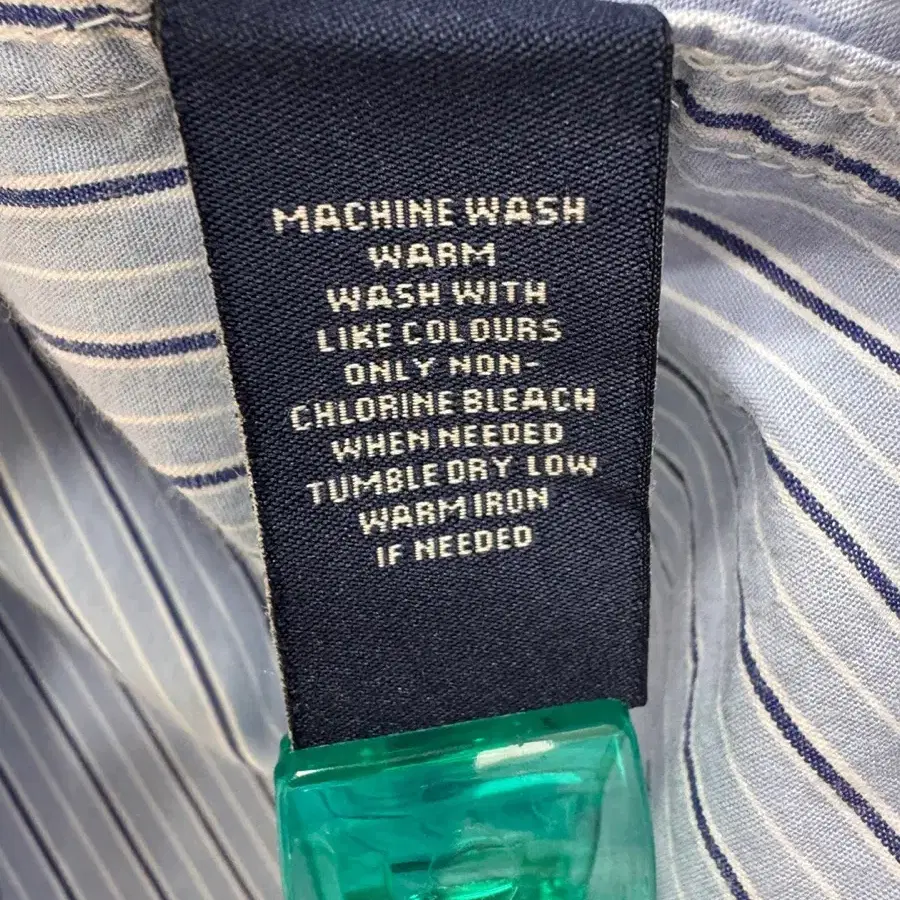 MACHINE WASH
WARM
WASH WITH
LIKE COLOURS
ONLY NON-
CHLORINE BLEACH
WHEN NEEDED
TUMBLE DRY LOW
WARM IRON
IF NEEDED